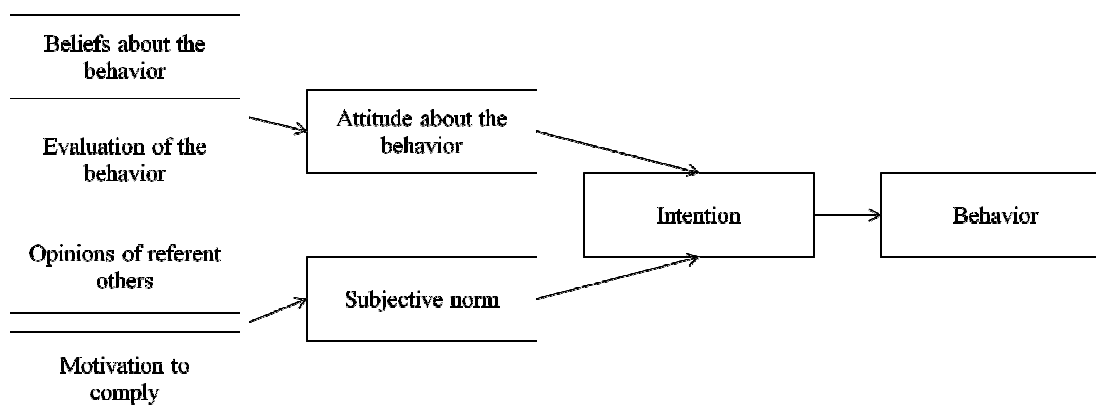 Beliefs about the
behavior
Evaluation of the
behavior
Opinions of referent
others
Motivation to
comply
Attitude about the
behavior
Subjective norm
Intention
Behavior